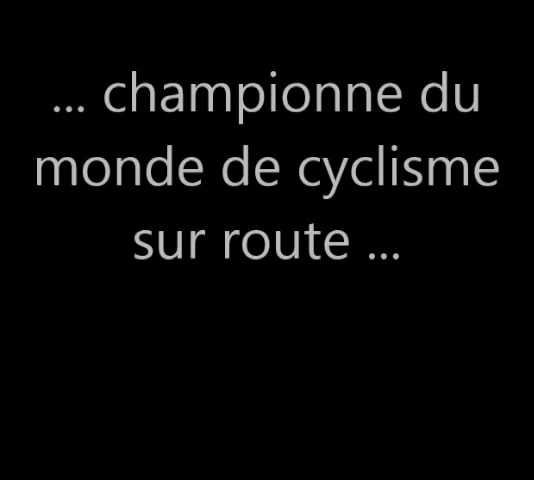 ... championne du
monde de cyclisme
sur route ...